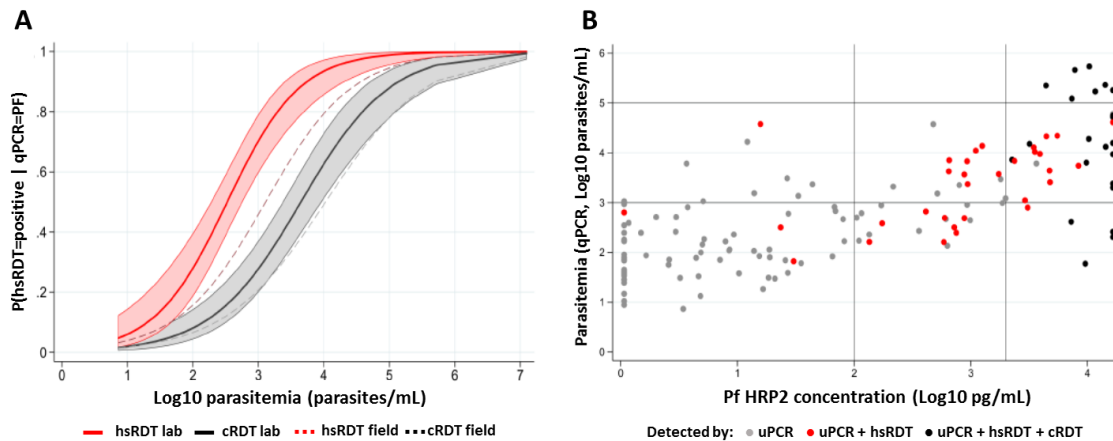 A
P(hsRDT=positive | qPCR=PF)
1
.8
.6
.4
.2
0
0 1 2 3 4 5 6 7
Log10 parasitemia (parasites/mL)
hsRDT lab cRDT lab hsRDT field cRDT field
B
Parasitemia (qPCR, Log10 parasites/mL)
6
5
4
3
2
1
0
0 1 2 3 4
Pf HRP2 concentration (Log10 pg/mL)
Detected by: uPCR uPCR + hsRDT uPCR + hsRDT + cRDT